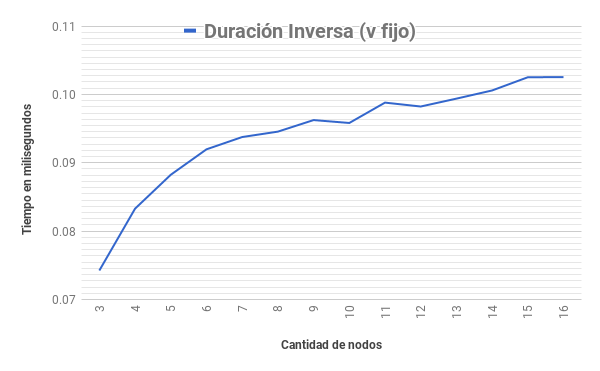 Duración Inversa (v fijo)
0.11
0.10
0.09
0.08
0.07
Tiempo en milisegundos
3 4 5 6 7 8 9 10 11 12 13 14 15 16
Cantidad de nodos